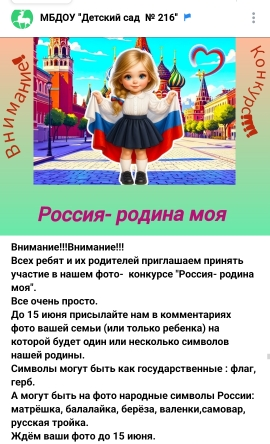 МБДОУ "Детский сад № 216"
Внимание!
Конкурс!!!
Россия- родина моя
Внимание!!!Внимание!!!
Всех ребят и их родителей приглашаем принять
участие в нашем фото- конкурсе "Россия- родина
моя".
Все очень просто.
До 15 июня присылайте нам в комментариях
фото вашей семьи (или только ребенка) на
которой будет один или несколько символов
нашей родины.
Символы могут быть как государственные : флаг,
герб.
А могут быть на фото народные символы России:
матрёшка, балалайка, берёза, валенки,самовар,
русская тройка.
Ждём ваши фото до 15 июня.